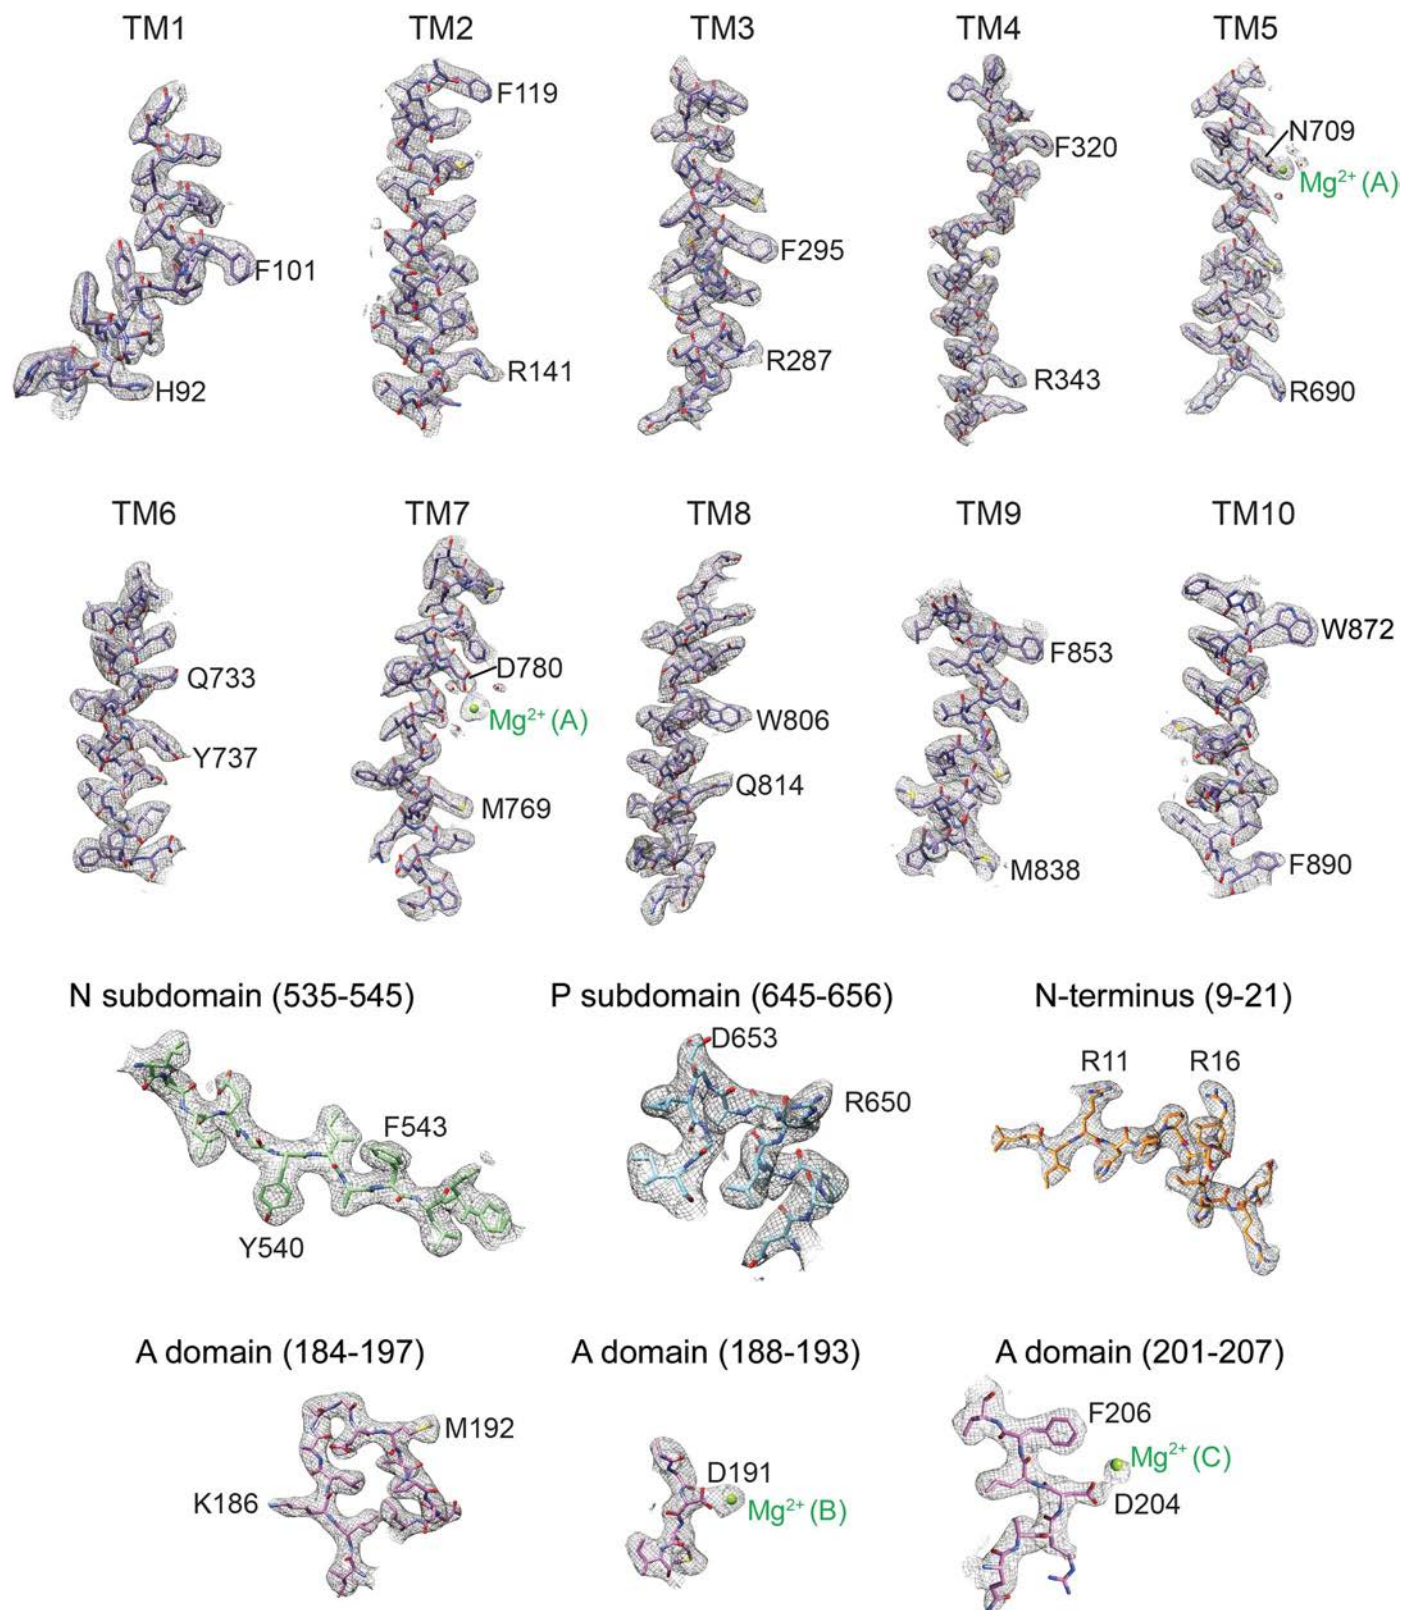 TM1 TM2 TM3 TM4 TM5
F119
F101
H92
R141
F295
R287
F320
R343
N709
Mg²⁺ (A)
R690
TM6 TM7 TM8 TM9 TM10
Q733
Y737
D780
Mg²⁺ (A)
M769
W806
Q814
F853
M838
W872
F890
N subdomain (535-545) P subdomain (645-656) N-terminus (9-21)
F543
Y540
D653
R650
R11 R16
A domain (184-197) A domain (188-193) A domain (201-207)
M192
K186
D191
Mg²⁺ (B)
F206
Mg²⁺ (C)
D204